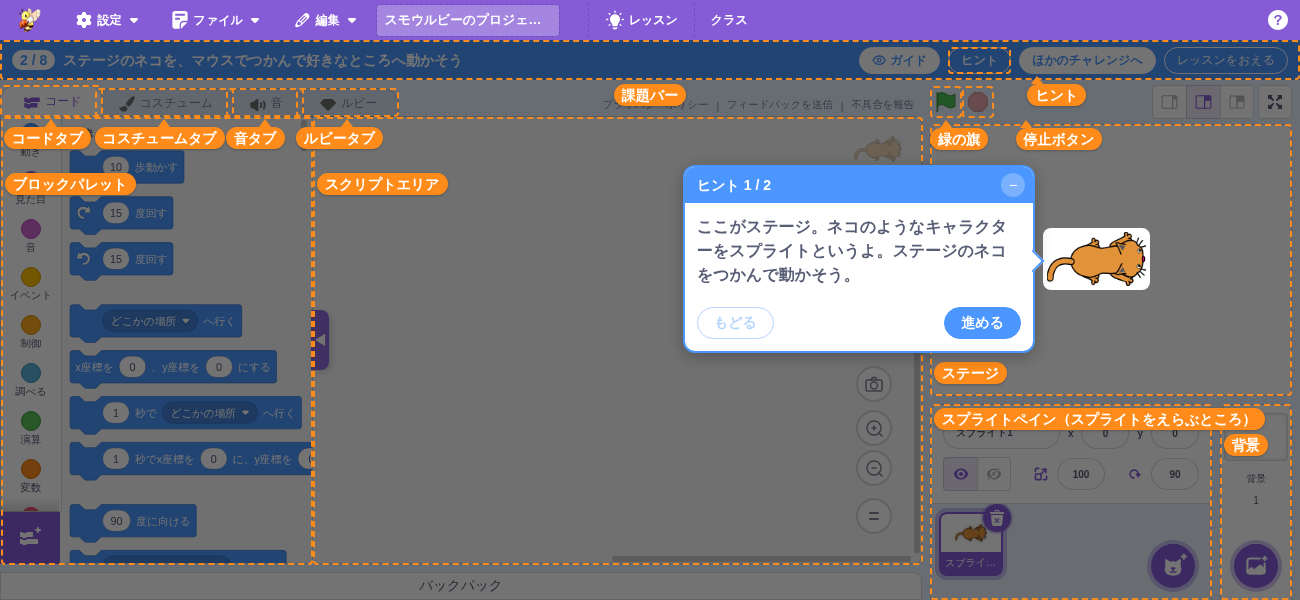 設定
ファイル
編集
スモウルビーのプロジェ…
レッスン
クラス
?
2 / 8
ステージのネコを、マウスでつかんで好きなところへ動かそう
ガイド
ヒント
ほかのチャレンジへ
レッスンをおえる
コード
コスチューム
音
ルビー
課題バー
フィードバックを送信
|
不具合を報告
ヒント
コードタブ
コスチュームタブ
音タブ
ルビータブ
緑の旗
停止ボタン
動き
10 歩動かす
ブロックパレット
スクリプトエリア
見た目
15 度回す
音
15 度回す
イベント
どこかの場所 へ行く
制御
x座標を 0 、y座標を 0 にする
調べる
1 秒で どこかの場所 へ行く
演算
1 秒でx座標を 0 に、y座標を
変数
90 度に向ける
ヒント 1 / 2
ここがステージ。ネコのようなキャラクタ
ーをスプライトというよ。ステージのネコ
をつかんで動かそう。
もどる
進める
ステージ
スプライトペイン（スプライトをえらぶところ）
スプライト1
x 0
y 0
背景
100
90
背景
1
スプライ…
バックパック